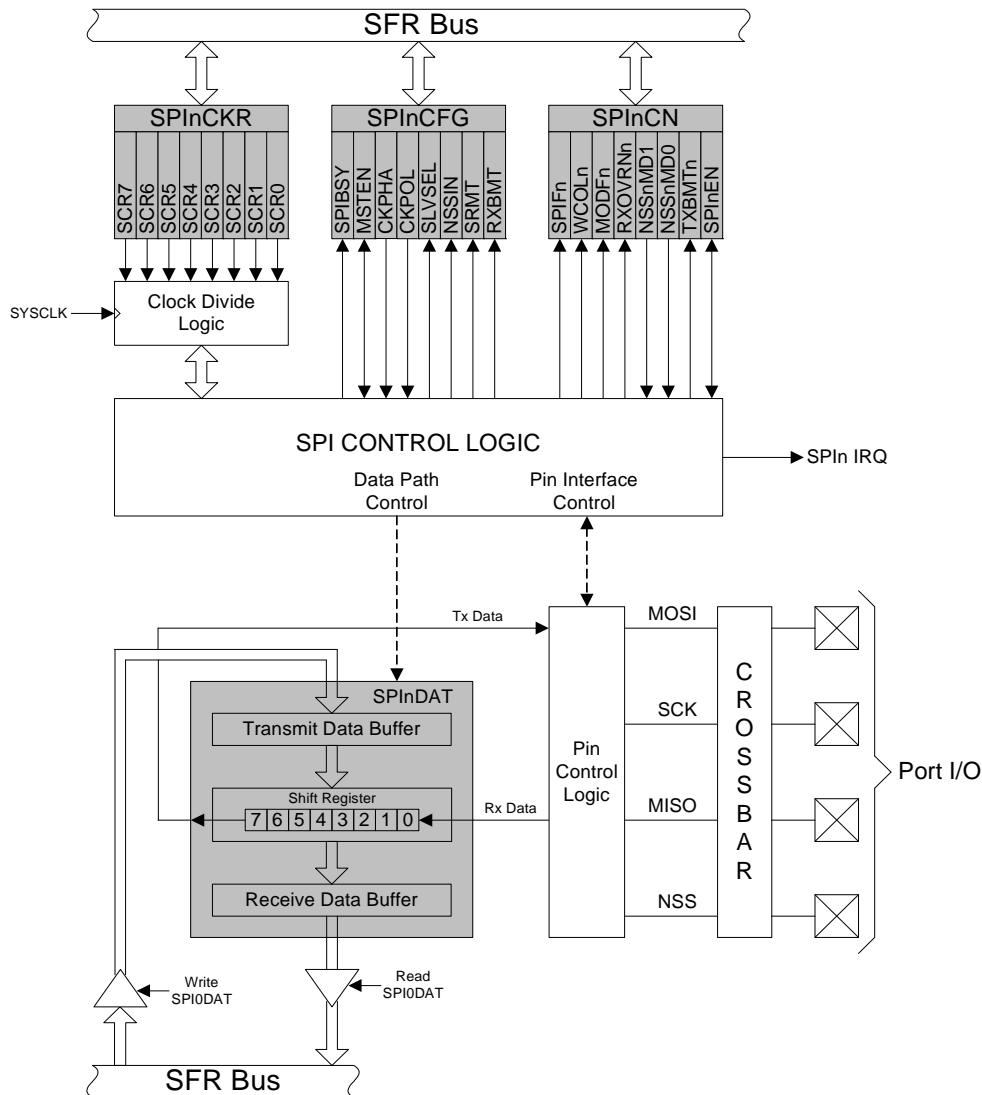 SFR Bus
SPInCKR
SCR7
SCR6
SCR5
SCR4
SCR3
SCR2
SCR1
SCR0
SPInCFG
SPIBSY
MSTEN
CKPHA
CKPOL
SLVSEL
NSSIN
SRMT
RXBMT
SPInCN
SPIFn
WCOLn
MODFn
RXOVRNn
NSSnMD1
NSSnMD0
TXBMTn
SPInEN
SYSCLK
Clock Divide
Logic
SPI CONTROL LOGIC
Data Path
Control
Pin Interface
Control
SPIn IRQ
Tx Data
SPInDAT
Transmit Data Buffer
Shift Register
7 6 5 4 3 2 1 0
Rx Data
Receive Data Buffer
Pin
Control
Logic
MOSI
SCK
MISO
NSS
CROSSBAR
Port I/O
Write
SPI0DAT
Read
SPI0DAT
SFR Bus